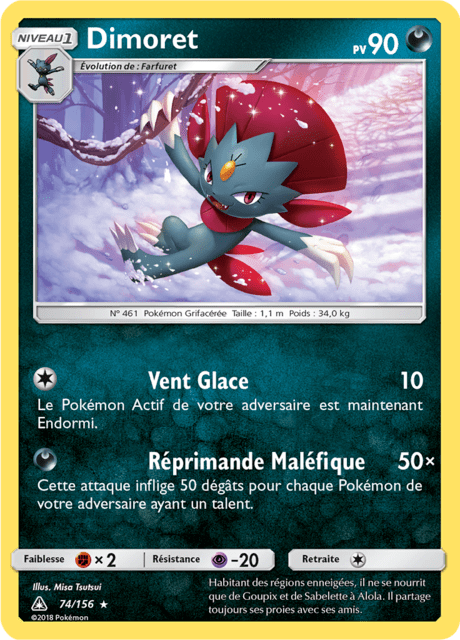 NIVEAU 1
Dimoret
PV 90
Évolution de : Farfuret
N° 461 Pokémon Grifacérée Taille : 1,1 m Poids : 34,0 kg
Vent Glace 10
Le Pokémon Actif de votre adversaire est maintenant
Endormi.
Réprimande Maléfique 50×
Cette attaque inflige 50 dégâts pour chaque Pokémon de
votre adversaire ayant un talent.
Faiblesse × 2 Résistance -20 Retraite
Illus. Misa Tsutsui
74/156 ★
©2018 Pokémon
Habitant des régions enneigées, il ne se nourrit
que de Goupix et de Sabelette à Alola. Il partage
toujours ses proies avec ses amis.